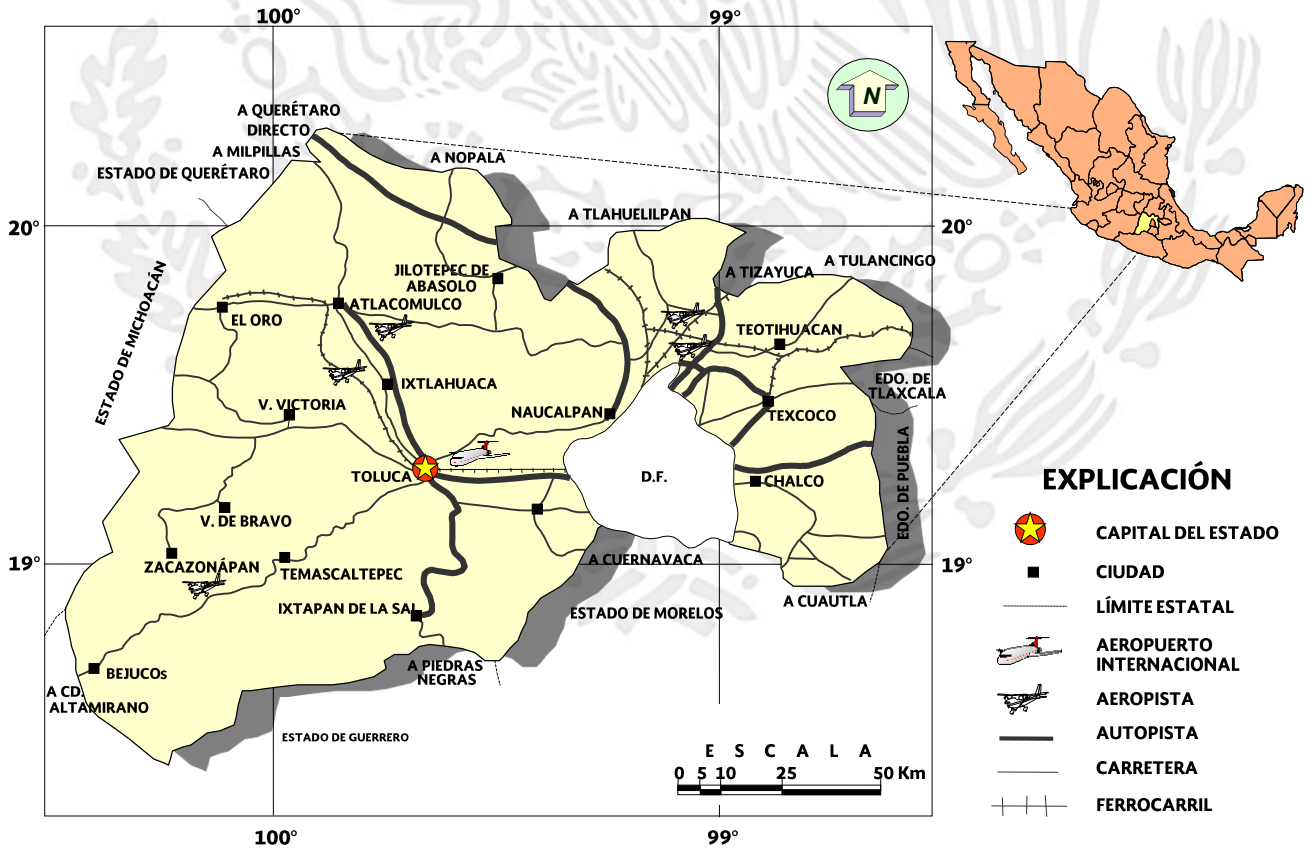 100°
99°
N
A QUERÉTARO
DIRECTO
A MILPILLAS
ESTADO DE QUERÉTARO
A NOPALA
A TLAHUELILPAN
20°
20°
A TIZAYUCA
A TULANCINGO
ESTADO DE MICHOACÁN
JILOTEPEC DE
ABASOLO
ATLACOMULCO
EL ORO
TEOTIHUACAN
IXTLAHUACA
EDO. DE
TLAXCALA
V. VICTORIA
NAUCALPAN
TEXCOCO
EDO. DE PUEBLA
TOLUCA
D.F.
CHALCO
V. DE BRAVO
ZACAZONÁPAN
TEMASCALTEPEC
A CUERNAVACA
19°
19°
IXTAPAN DE LA SAL
ESTADO DE MORELOS
A CUAUTLA
BEJUCOs
A PIEDRAS
NEGRAS
A CD.
ALTAMIRANO
ESTADO DE GUERRERO
E S C A L A
0 5 10 25 50 Km
100°
99°
EXPLICACIÓN
CAPITAL DEL ESTADO
CIUDAD
LÍMITE ESTATAL
AEROPUERTO
INTERNACIONAL
AEROPISTA
AUTOPISTA
CARRETERA
FERROCARRIL